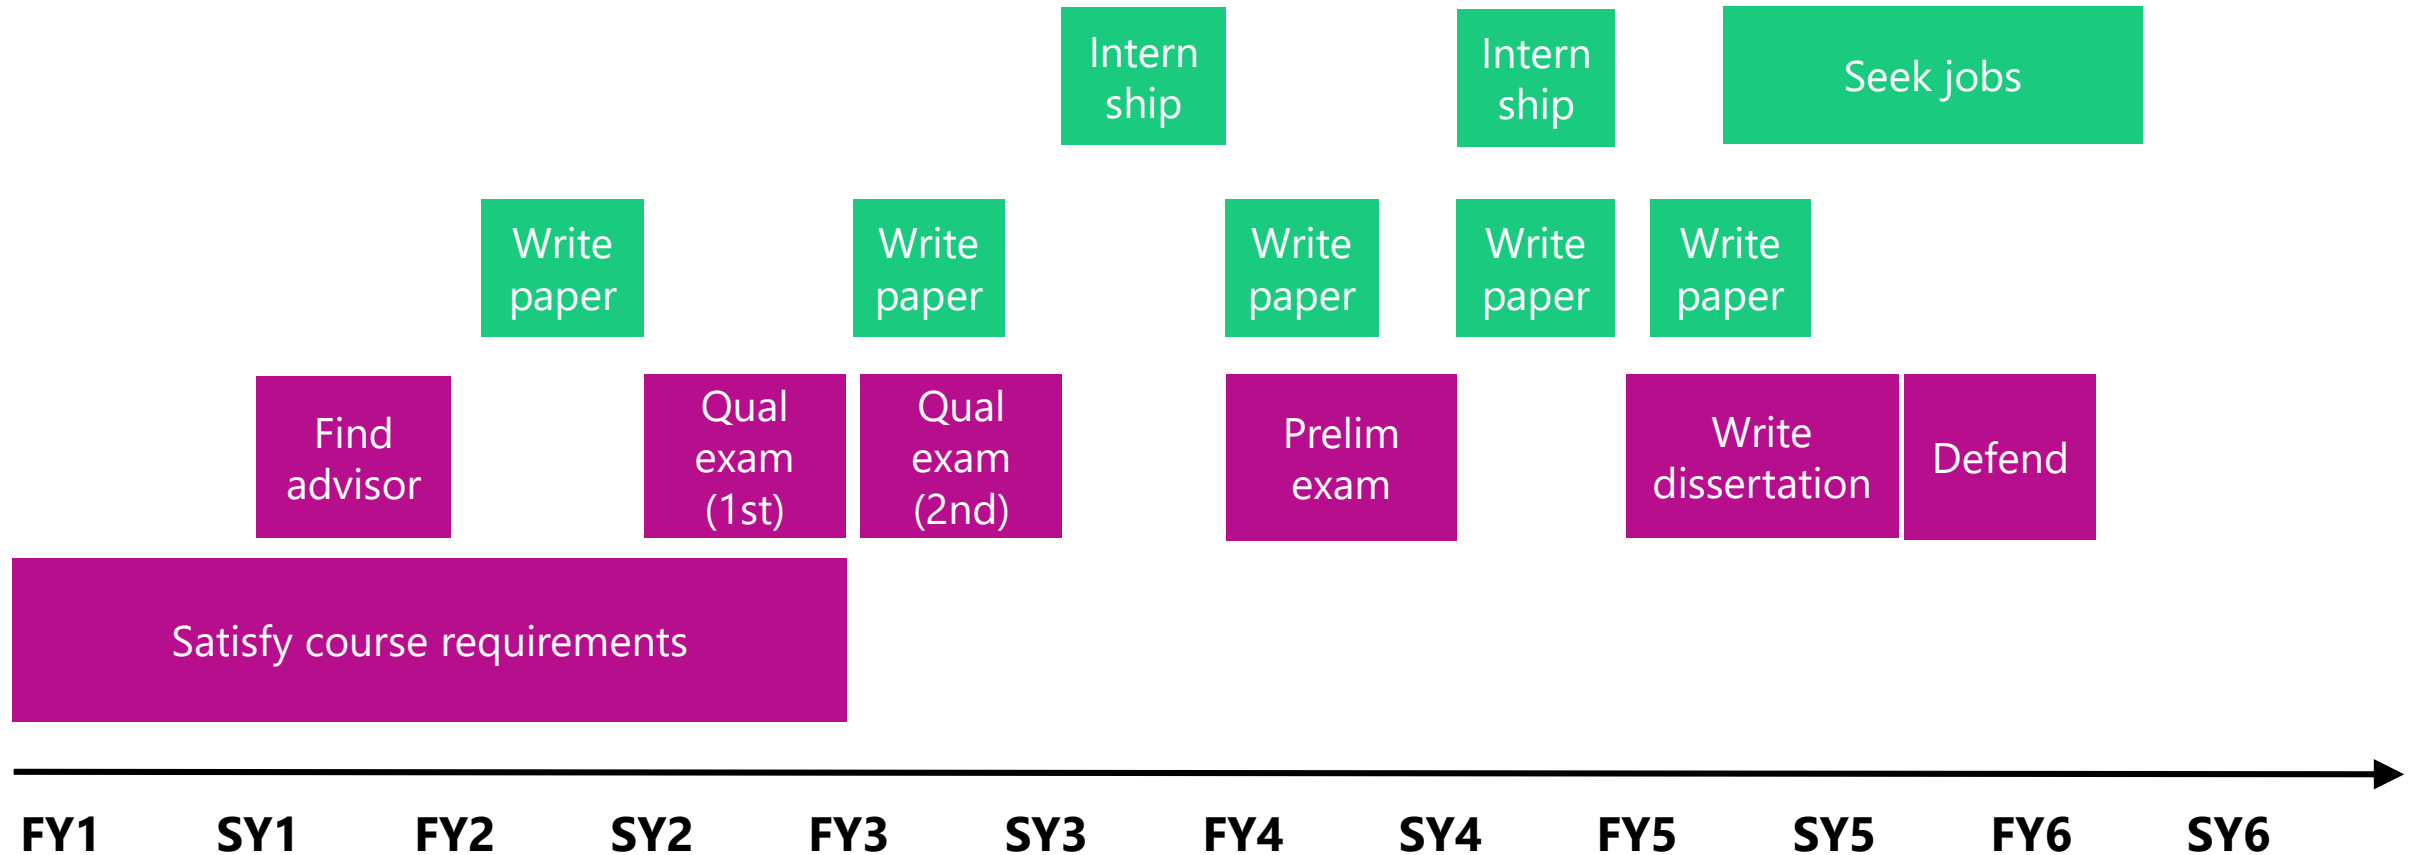 Intern
ship
Intern
ship
Seek jobs
Write
paper
Write
paper
Write
paper
Write
paper
Write
paper
Find
advisor
Qual
exam
(1st)
Qual
exam
(2nd)
Prelim
exam
Write
dissertation
Defend
Satisfy course requirements
FY1 SY1 FY2 SY2 FY3 SY3 FY4 SY4 FY5 SY5 FY6 SY6